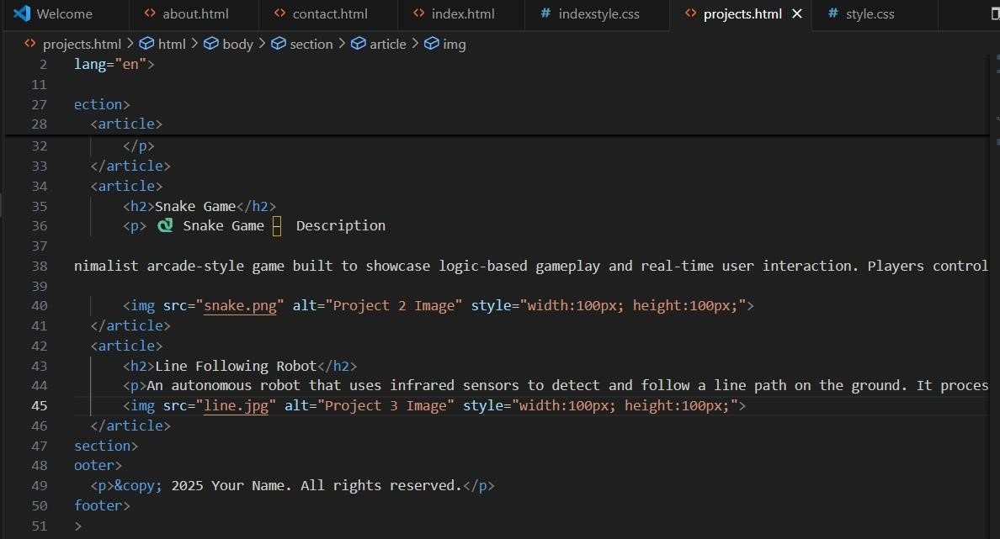 Welcome about.html contact.html index.html # indexstyle.css projects.html # style.css
projects.html > html > body > section > article > img
2 lang="en">
11
27 ection>
28 <article>
32 </p>
33 </article>
34 <article>
35 <h2>Snake Game</h2>
36 <p> 🐍 Snake Game – Description
37
38 nimalist arcade-style game built to showcase logic-based gameplay and real-time user interaction. Players control
39
40 <img src="snake.png" alt="Project 2 Image" style="width:100px; height:100px;">
41 </article>
42 <article>
43 <h2>Line Following Robot</h2>
44 <p>An autonomous robot that uses infrared sensors to detect and follow a line path on the ground. It proces
45 <img src="line.jpg" alt="Project 3 Image" style="width:100px; height:100px;">
46 </article>
47 section>
48 ooter>
49 <p>&copy; 2025 Your Name. All rights reserved.</p>
50 footer>
51 >